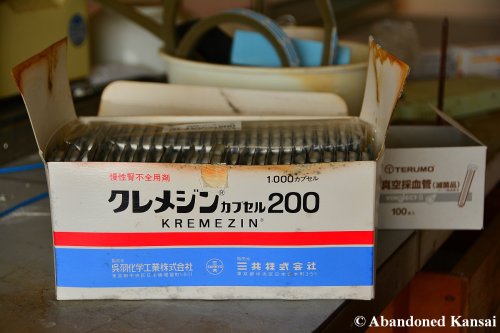 慢性腎不全用剤
1,000カプセル
クレメジン®カプセル200
KREMEZIN®
呉羽化学工業株式会社
三共株式会社
TERUMO
真空採血管(滅菌品)
100本入
© Abandoned Kansai